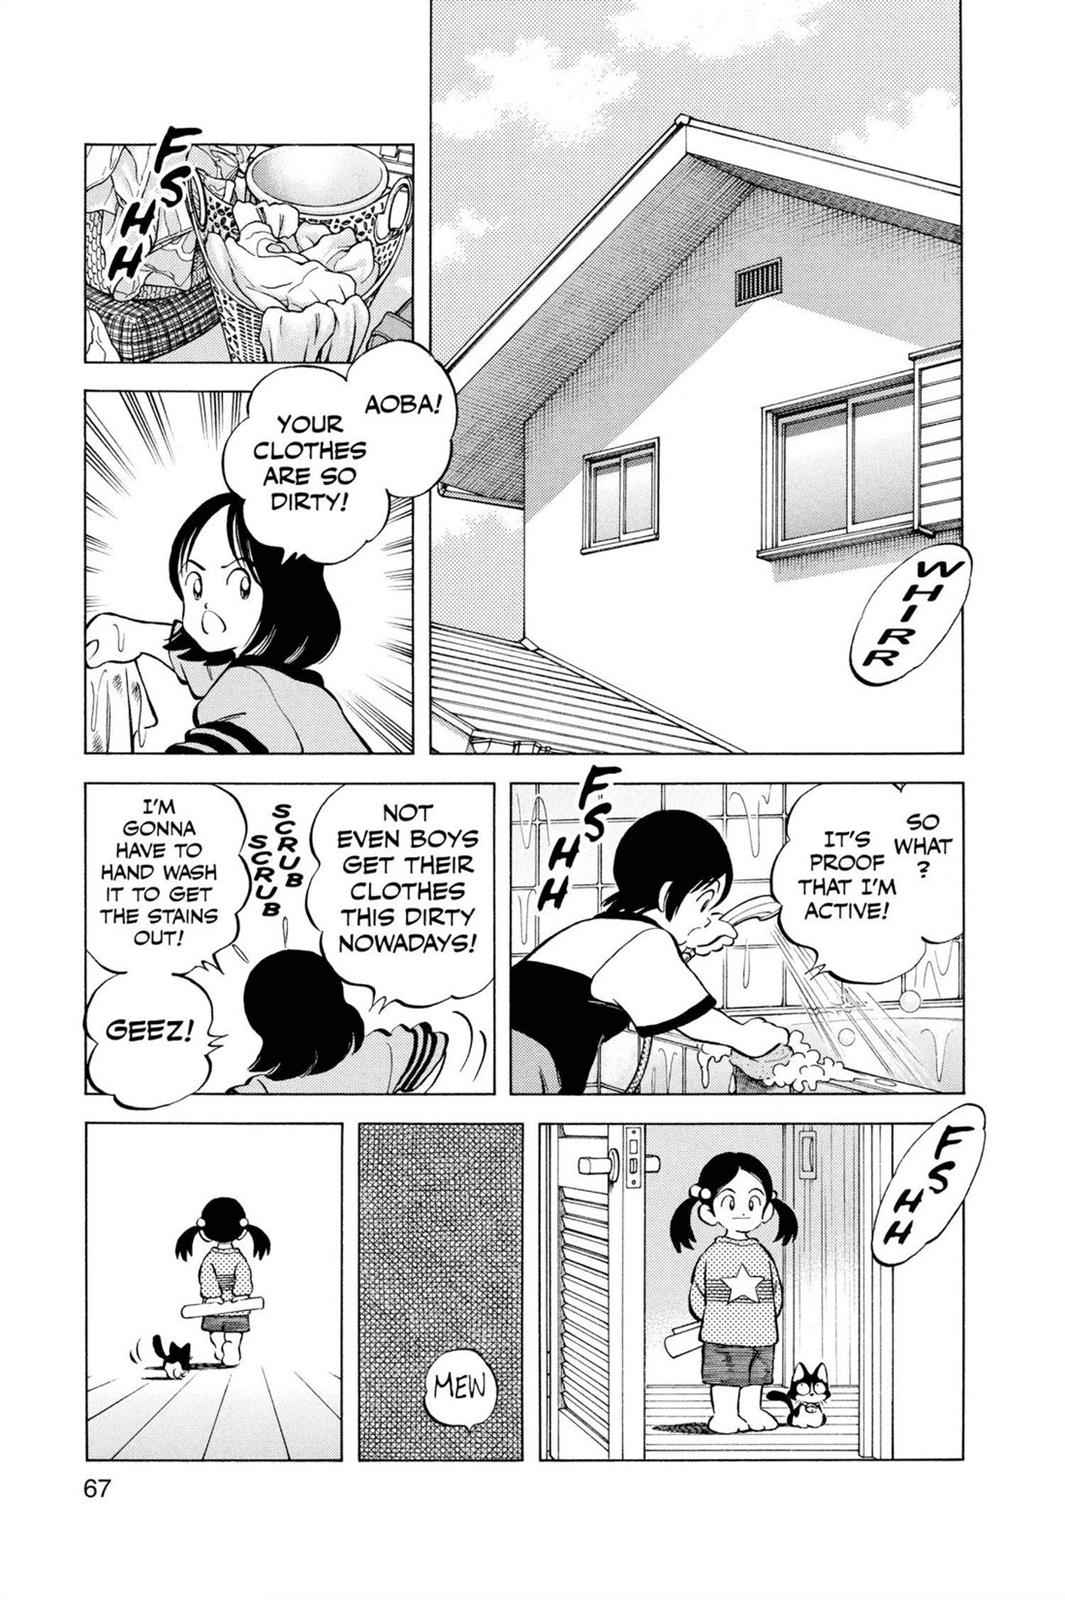 WHIRR
FSHH
AOBA!
YOUR
CLOTHES
ARE SO
DIRTY!
SO
WHAT
?
IT'S
PROOF
THAT I'M
ACTIVE!
FSHH
NOT
EVEN BOYS
GET THEIR
CLOTHES
THIS DIRTY
NOWADAYS!
SCRUB
SCRUB
I'M
GONNA
HAVE TO
HAND WASH
IT TO GET
THE STAINS
OUT!
GEEZ!
FSHH
MEW
67